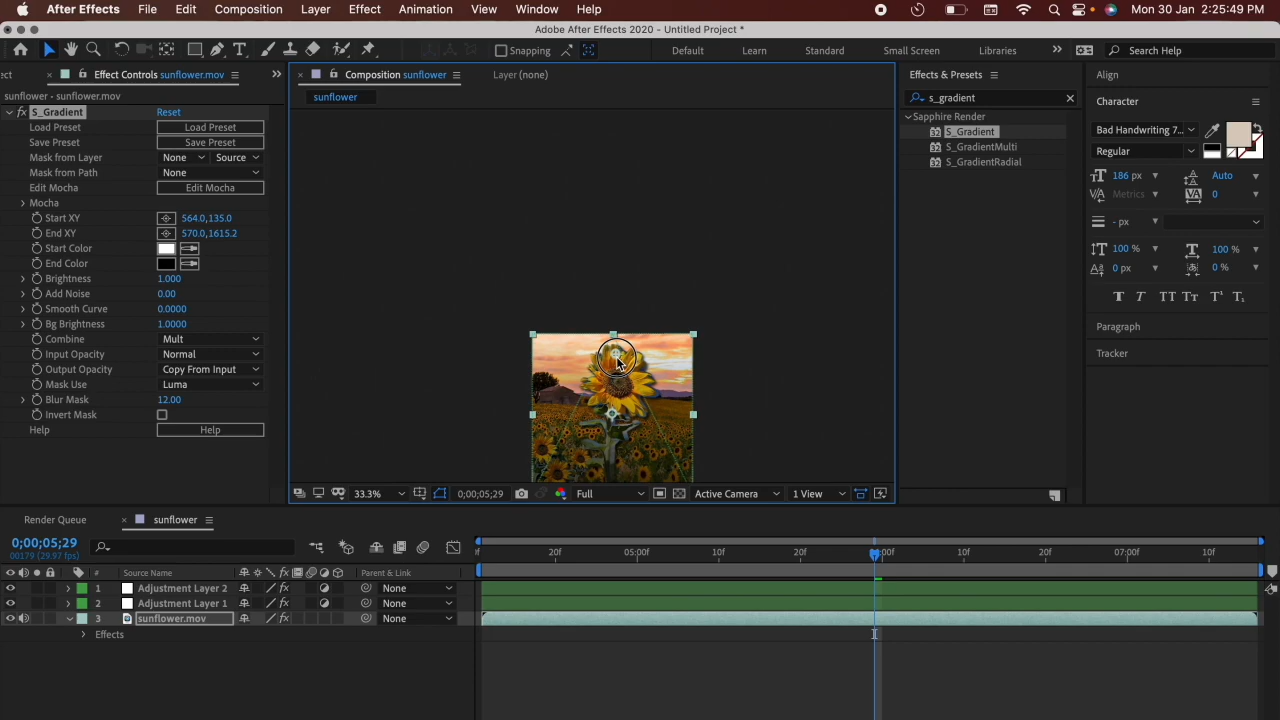 After Effects File Edit Composition Layer Effect Animation View Window Help Mon 30 Jan 2:25:49 PM
Adobe After Effects 2020 - Untitled Project *
Snapping Default Learn Standard Small Screen Libraries Search Help
Effect Controls sunflower.mov
Composition sunflower
Layer (none)
Effects & Presets
Align
sunflower • sunflower.mov
sunflower
s_gradient
Character
S_Gradient Reset
Load Preset Load Preset
Save Preset Save Preset
Mask from Layer None Source
Mask from Path None
Edit Mocha Edit Mocha
Mocha
Start XY 564.0,135.0
End XY 570.0,1615.2
Start Color
End Color
Brightness 1.000
Add Noise 0.00
Smooth Curve 0.0000
Bg Brightness 1.0000
Combine Mult
Input Opacity Normal
Output Opacity Copy From Input
Mask Use Luma
Blur Mask 12.00
Invert Mask
Help Help
Sapphire Render
S_Gradient
S_GradientMulti
S_GradientRadial
Bad Handwriting 7...
Regular
186 px Auto
Metrics 0
- px
100 % 100 %
0 px 0 %
T T TT Tr T¹ T₁
Paragraph
Tracker
33.3% 0;00;05;29 Full Active Camera 1 View
Render Queue sunflower
0;00;05;29
00179 (29.97 fps)
20f 05:00f 10f 20f 10f 20f 07:00f 10f
# Source Name Parent & Link
1 Adjustment Layer 2 None
2 Adjustment Layer 1 None
3 sunflower.mov None
Effects